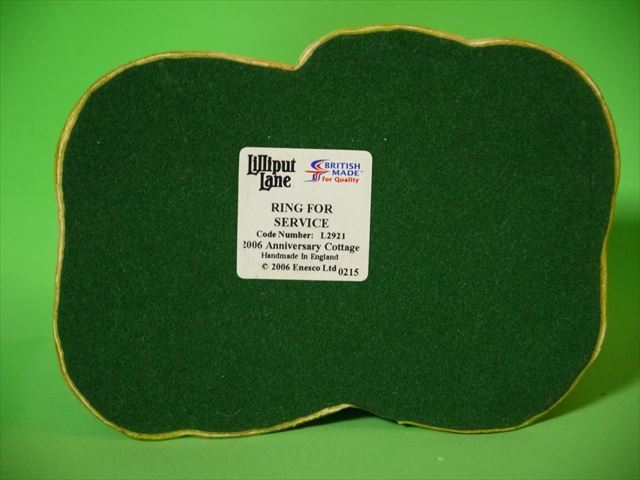 Lilliput Lane
BRITISH MADE™ for Quality
RING FOR
SERVICE
Code Number: L2921
2006 Anniversary Cottage
Handmade In England
© 2006 Enesco Ltd 0215